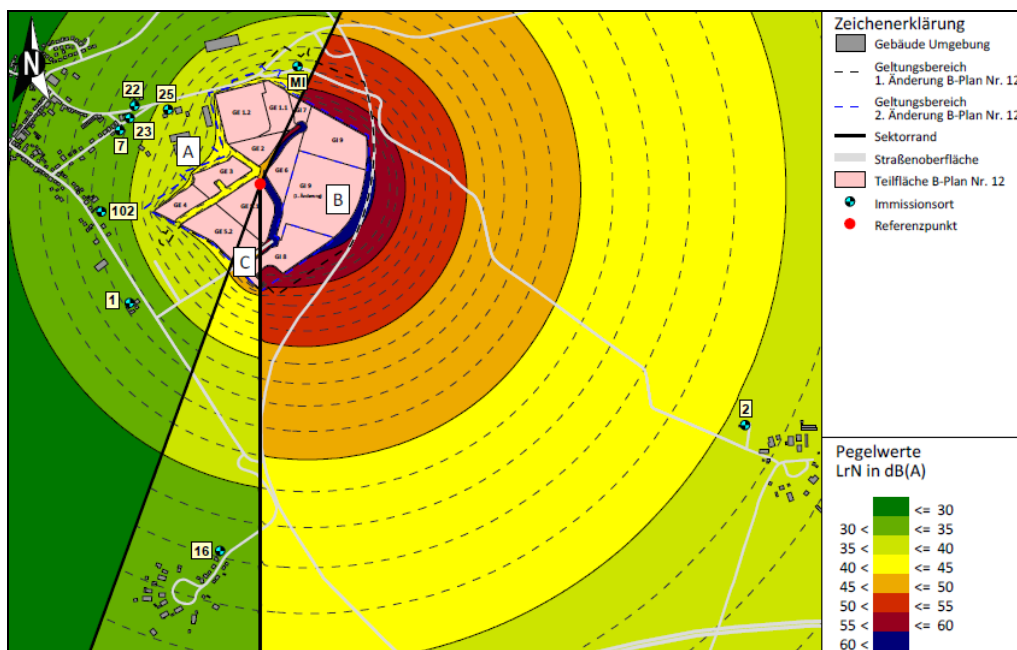 N
22
25
23
7
A
102
1
16
2
MI
B
C
GE 1.2
GE 1.1
GE 2
GE 3
GE 4
GE 5.2
GE 6
GI 9
GI 9
(1. Änderung)
GI 8
Zeichenerklärung
Gebäude Umgebung
Geltungsbereich
1. Änderung B-Plan Nr. 12
Geltungsbereich
2. Änderung B-Plan Nr. 12
Sektorrand
Straßenoberfläche
Teilfläche B-Plan Nr. 12
Immissionsort
Referenzpunkt
Pegelwerte
LrN in dB(A)
<= 30
30 < <= 35
35 < <= 40
40 < <= 45
45 < <= 50
50 < <= 55
55 < <= 60
60 <